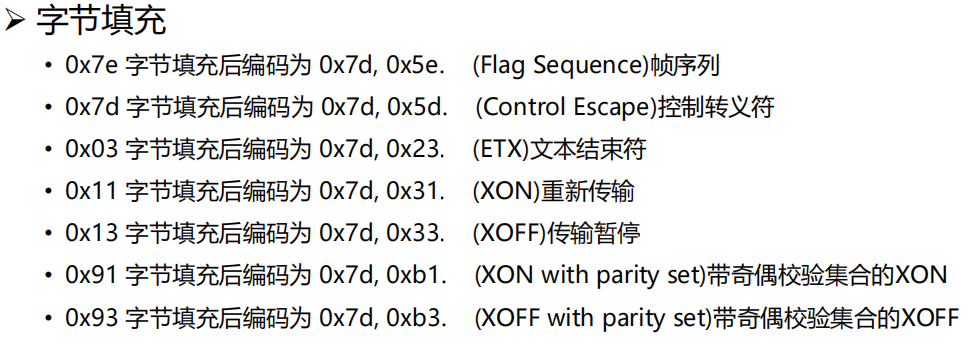 ➢ 字节填充
• 0x7e 字节填充后编码为 0x7d, 0x5e. (Flag Sequence)帧序列
• 0x7d 字节填充后编码为 0x7d, 0x5d. (Control Escape)控制转义符
• 0x03 字节填充后编码为 0x7d, 0x23. (ETX)文本结束符
• 0x11 字节填充后编码为 0x7d, 0x31. (XON)重新传输
• 0x13 字节填充后编码为 0x7d, 0x33. (XOFF)传输暂停
• 0x91 字节填充后编码为 0x7d, 0xb1. (XON with parity set)带奇偶校验集合的XON
• 0x93 字节填充后编码为 0x7d, 0xb3. (XOFF with parity set)带奇偶校验集合的XOFF